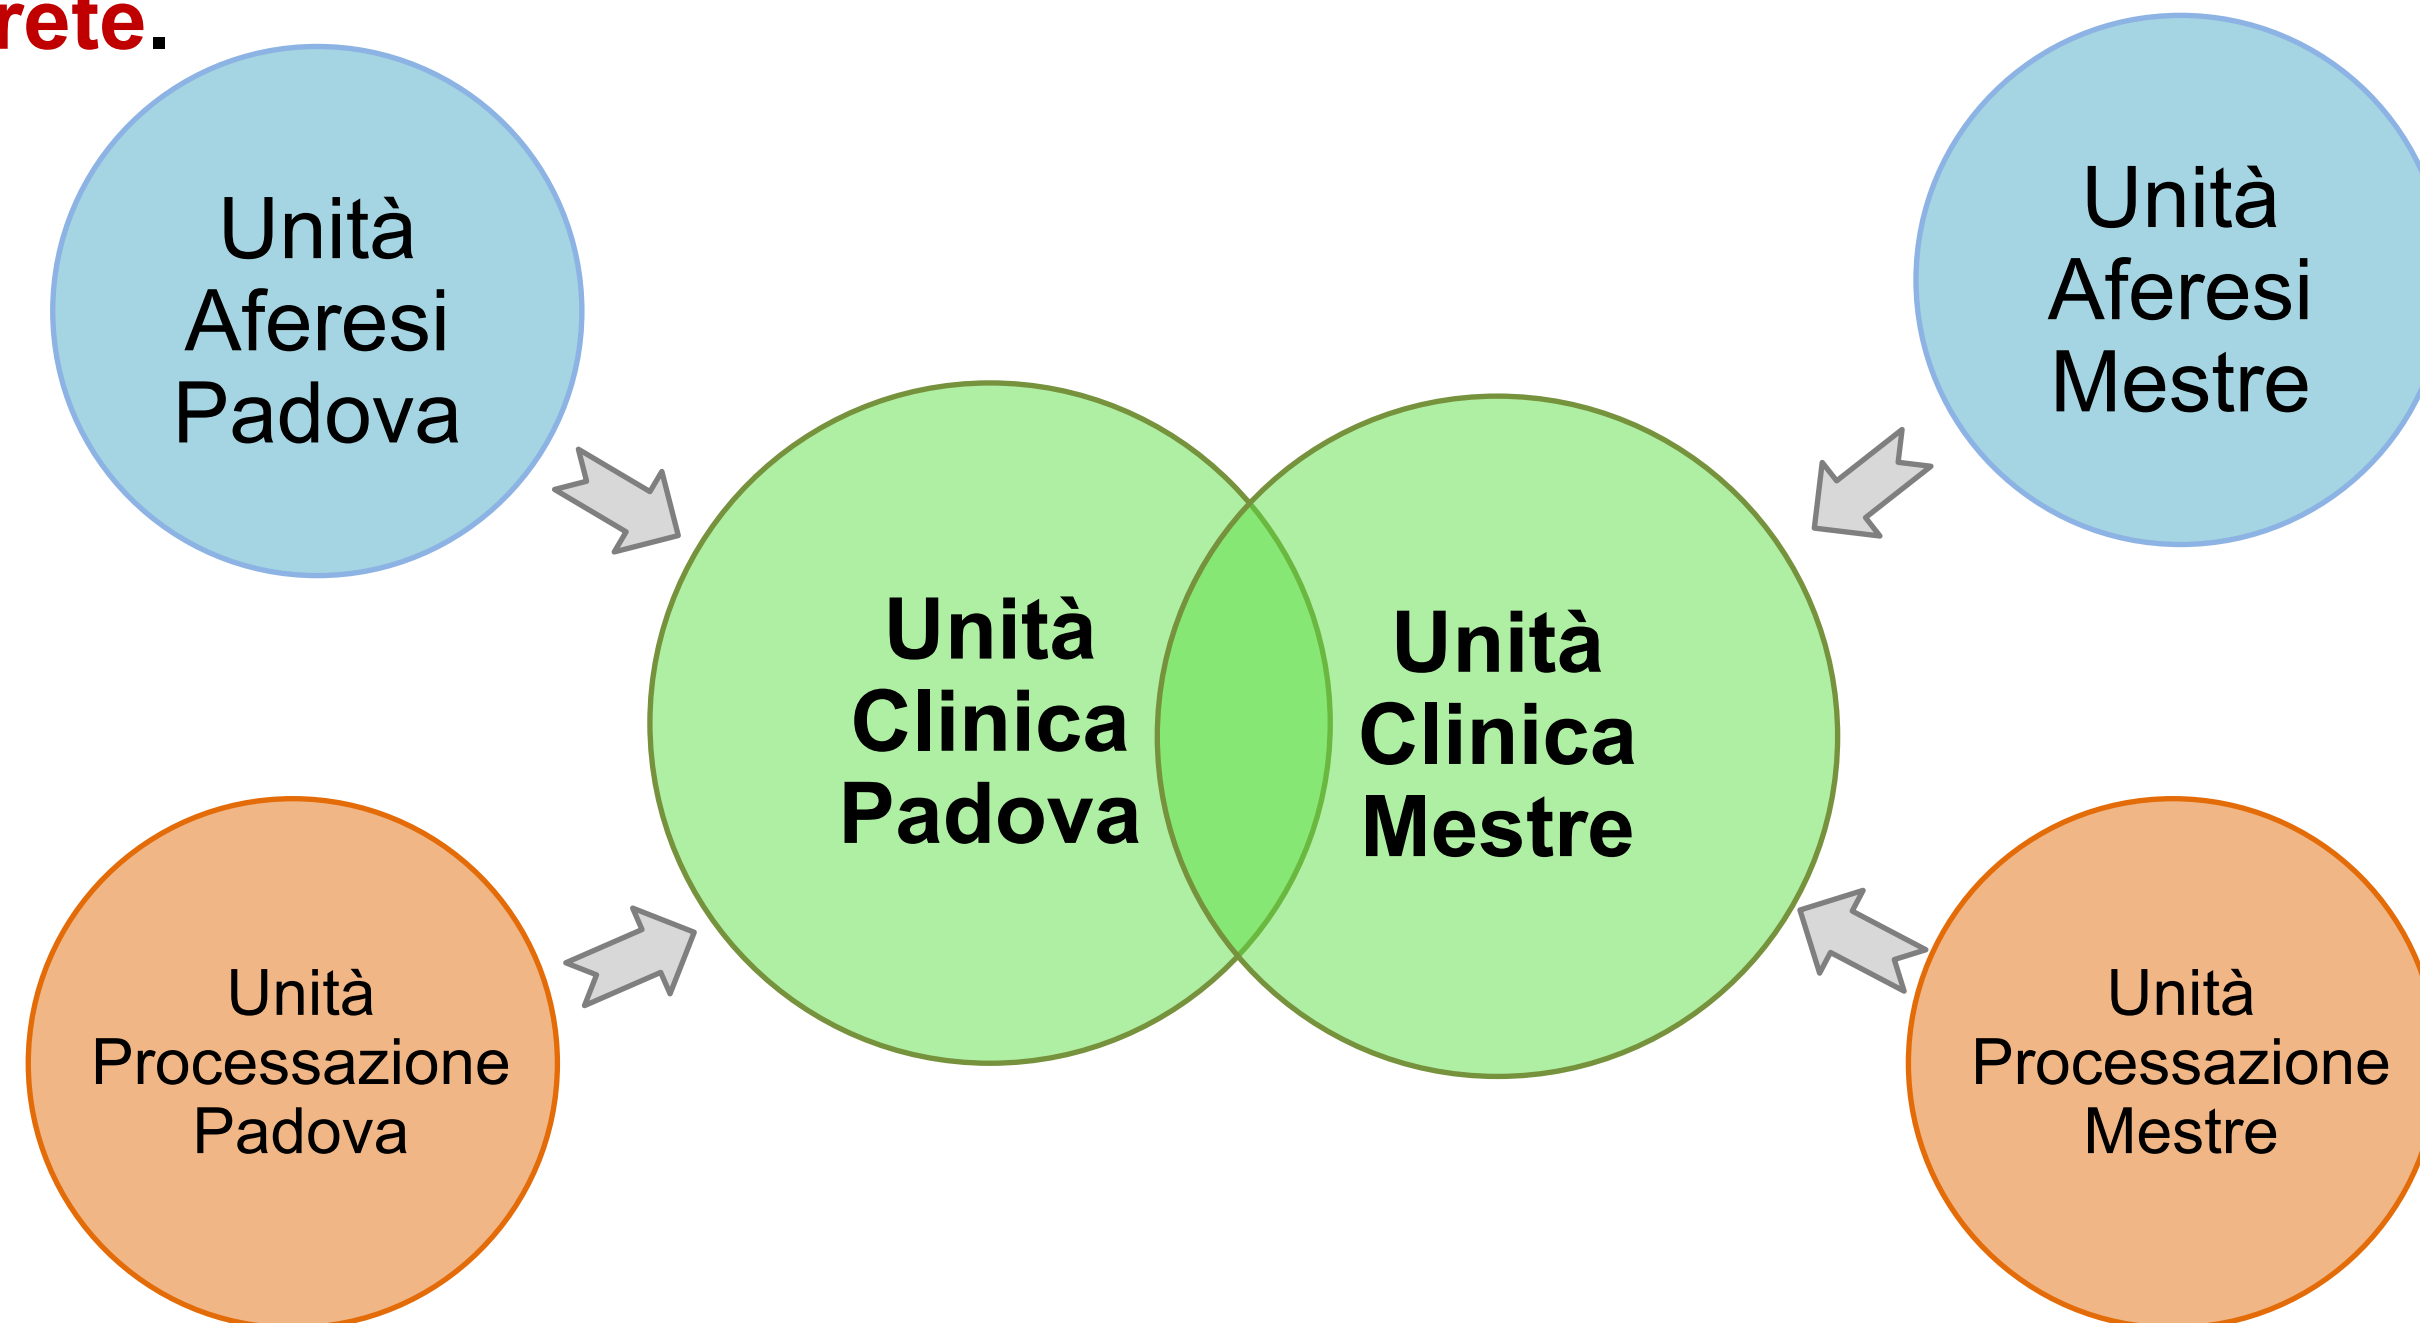 rete.
Unità
Aferesi
Padova
Unità
Aferesi
Mestre
Unità
Clinica
Padova
Unità
Clinica
Mestre
Unità
Processazione
Padova
Unità
Processazione
Mestre